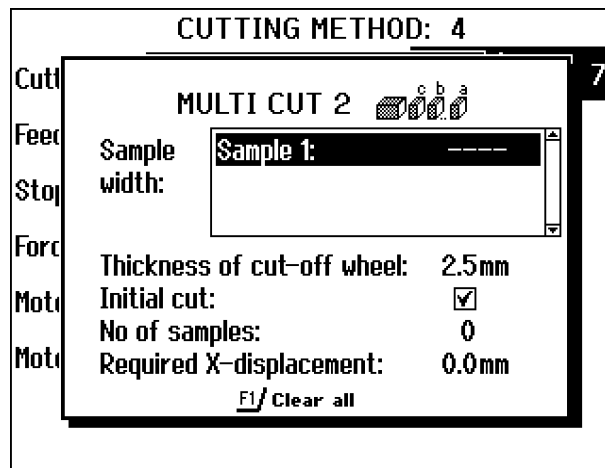 CUTTING METHOD: 4
7
Cutt
MULTI CUT 2 c b a
Feed
Sample width:
Sample 1: ----
Stop
Forc
Thickness of cut-off wheel: 2.5mm
Moto
Initial cut: ✓
No of samples: 0
Moto
Required X-displacement: 0.0mm
F1/ Clear all